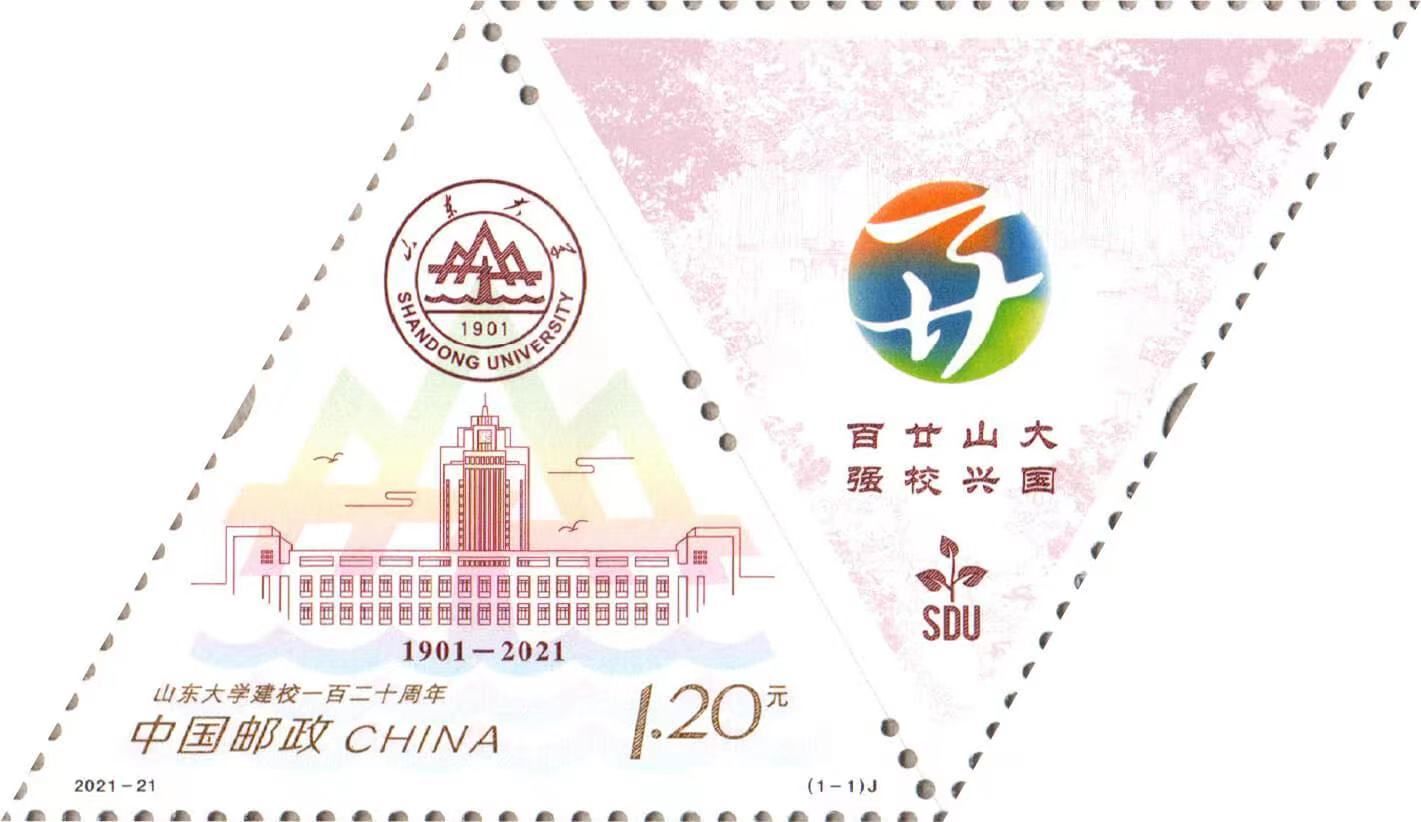 山东大学
1901
SHANDONG UNIVERSITY
1901－2021
山东大学建校一百二十周年
中国邮政 CHINA
1.20元
2021－21
(1－1)J
百廿山大
强校兴国
SDU